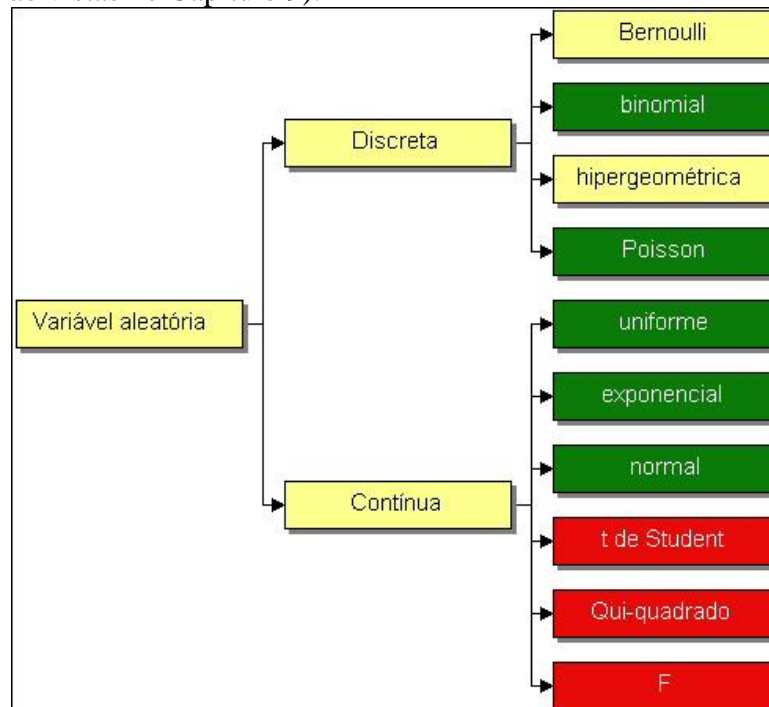 Bernoulli
binomial
Discreta
hipergeométrica
Poisson
Variável aleatória
uniforme
exponencial
normal
Contínua
t de Student
Qui-quadrado
F